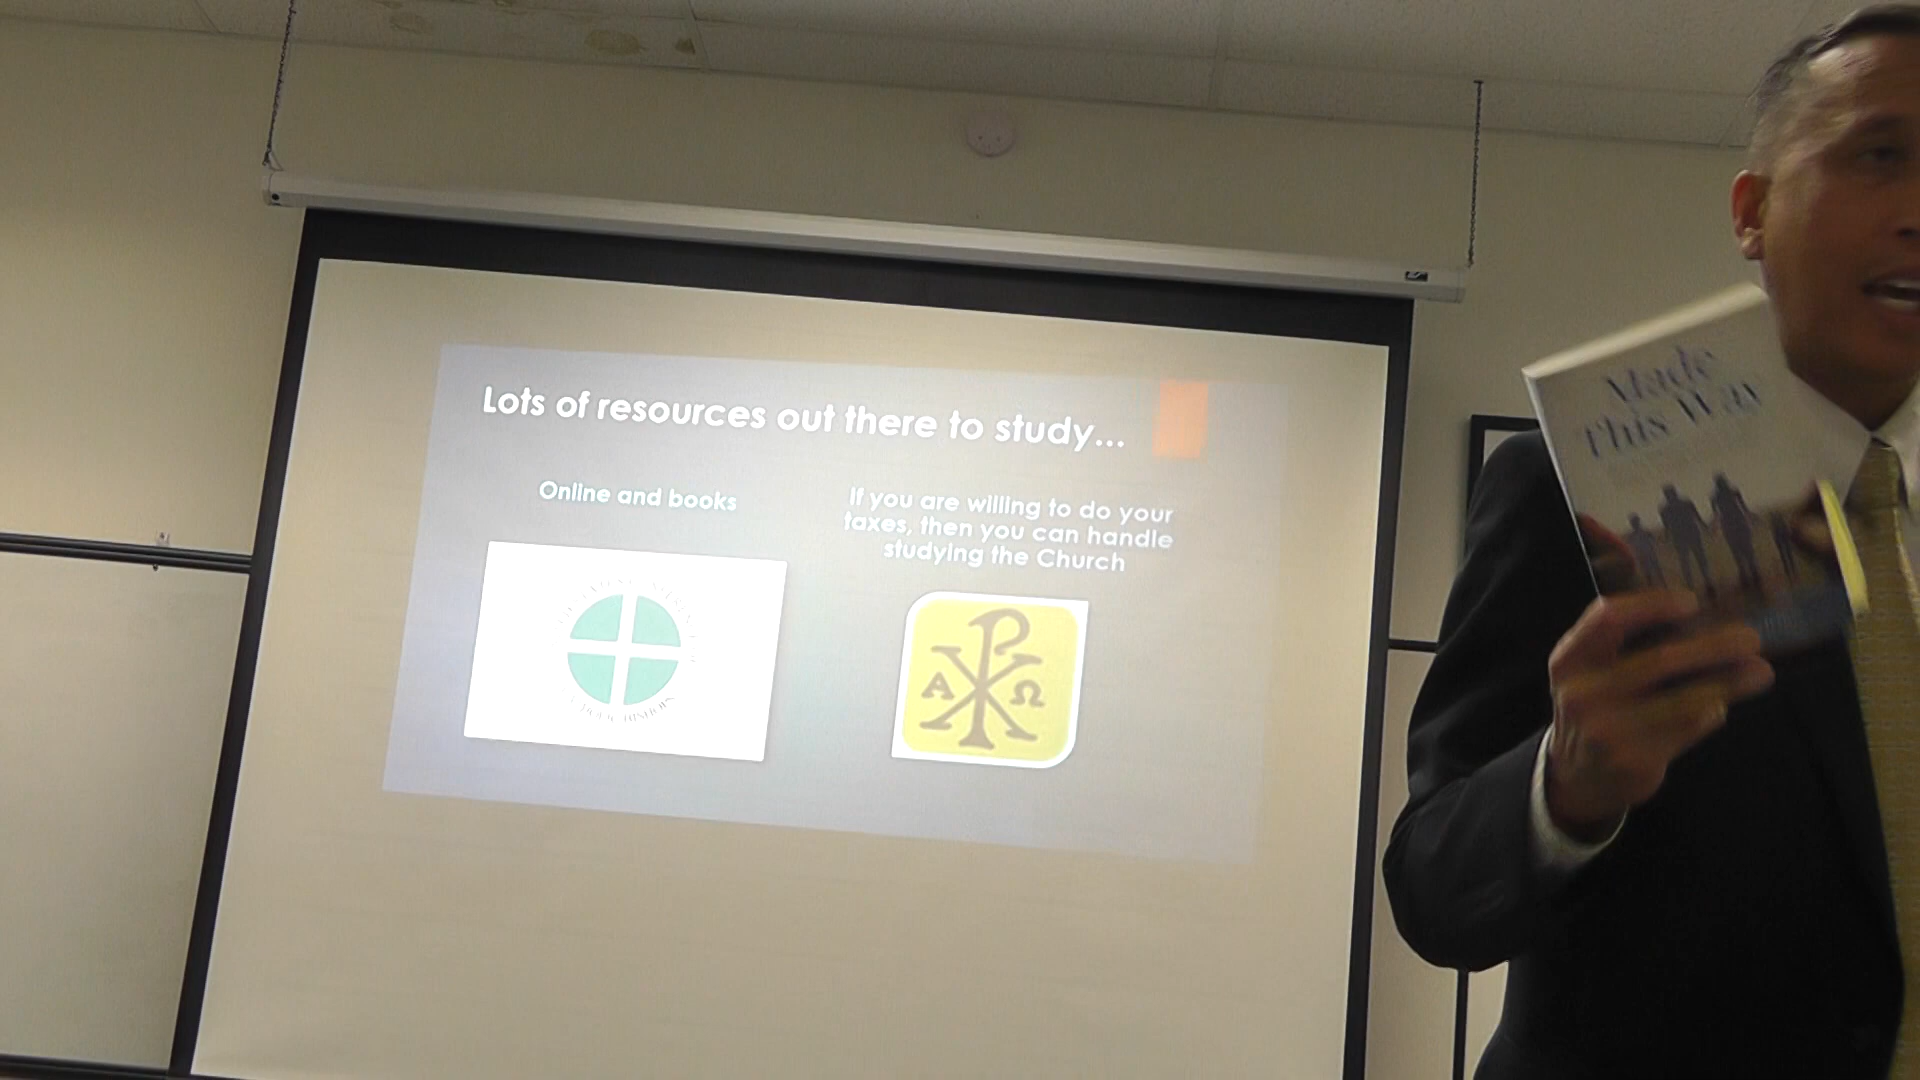 Lots of resources out there to study...
Online and books
If you are willing to do your
taxes, then you can handle
studying the Church
Α Ω
Made
This Way